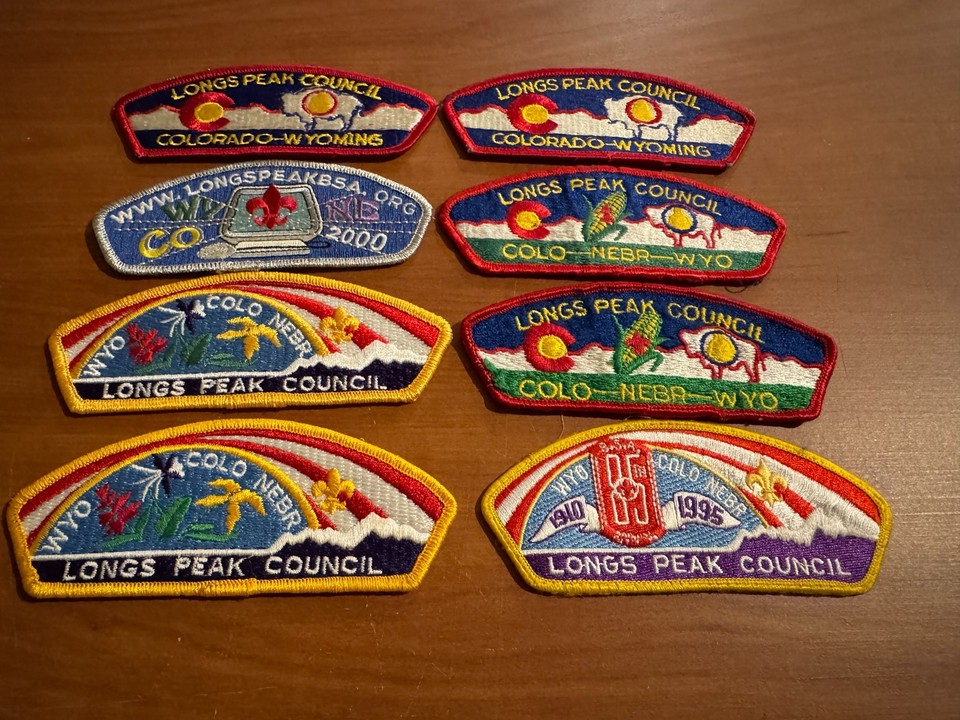 LONGS PEAK COUNCIL
COLORADO—WYOMING
LONGS PEAK COUNCIL
COLORADO—WYOMING
WWW.LONGSPEAKBSA.ORG
WY NE
CO 2000
LONGS PEAK COUNCIL
COLO—NEBR—WYO
WYO COLO NEBR
LONGS PEAK COUNCIL
LONGS PEAK COUNCIL
COLO—NEBR—WYO
WYO COLO NEBR
LONGS PEAK COUNCIL
WYO COLO NEBR
B.S.A.
85TH
1910 1995
LONGS PEAK COUNCIL